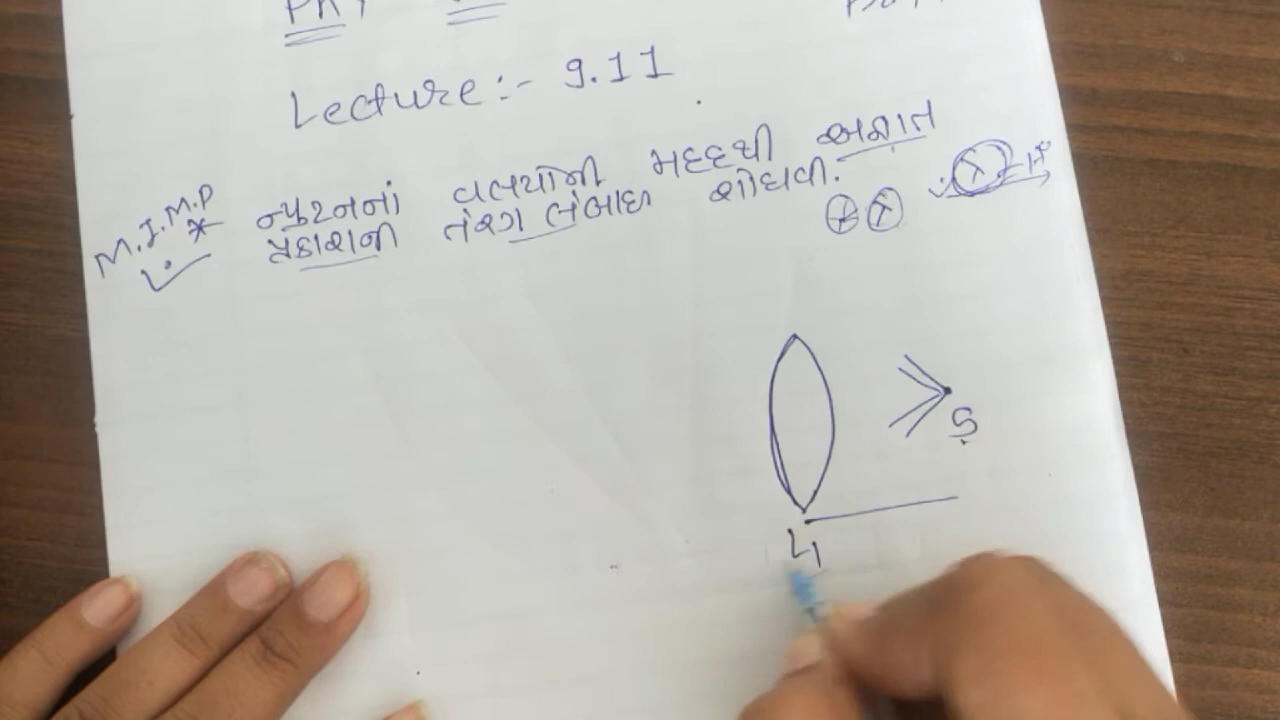 Lecture :- 9.11
M.I.M.P * ન્યુટનનાં વલયોની મદદથી અજ્ઞાત
પ્રકાશની તરંગ લંબાઇ શોધવી.
S
L1